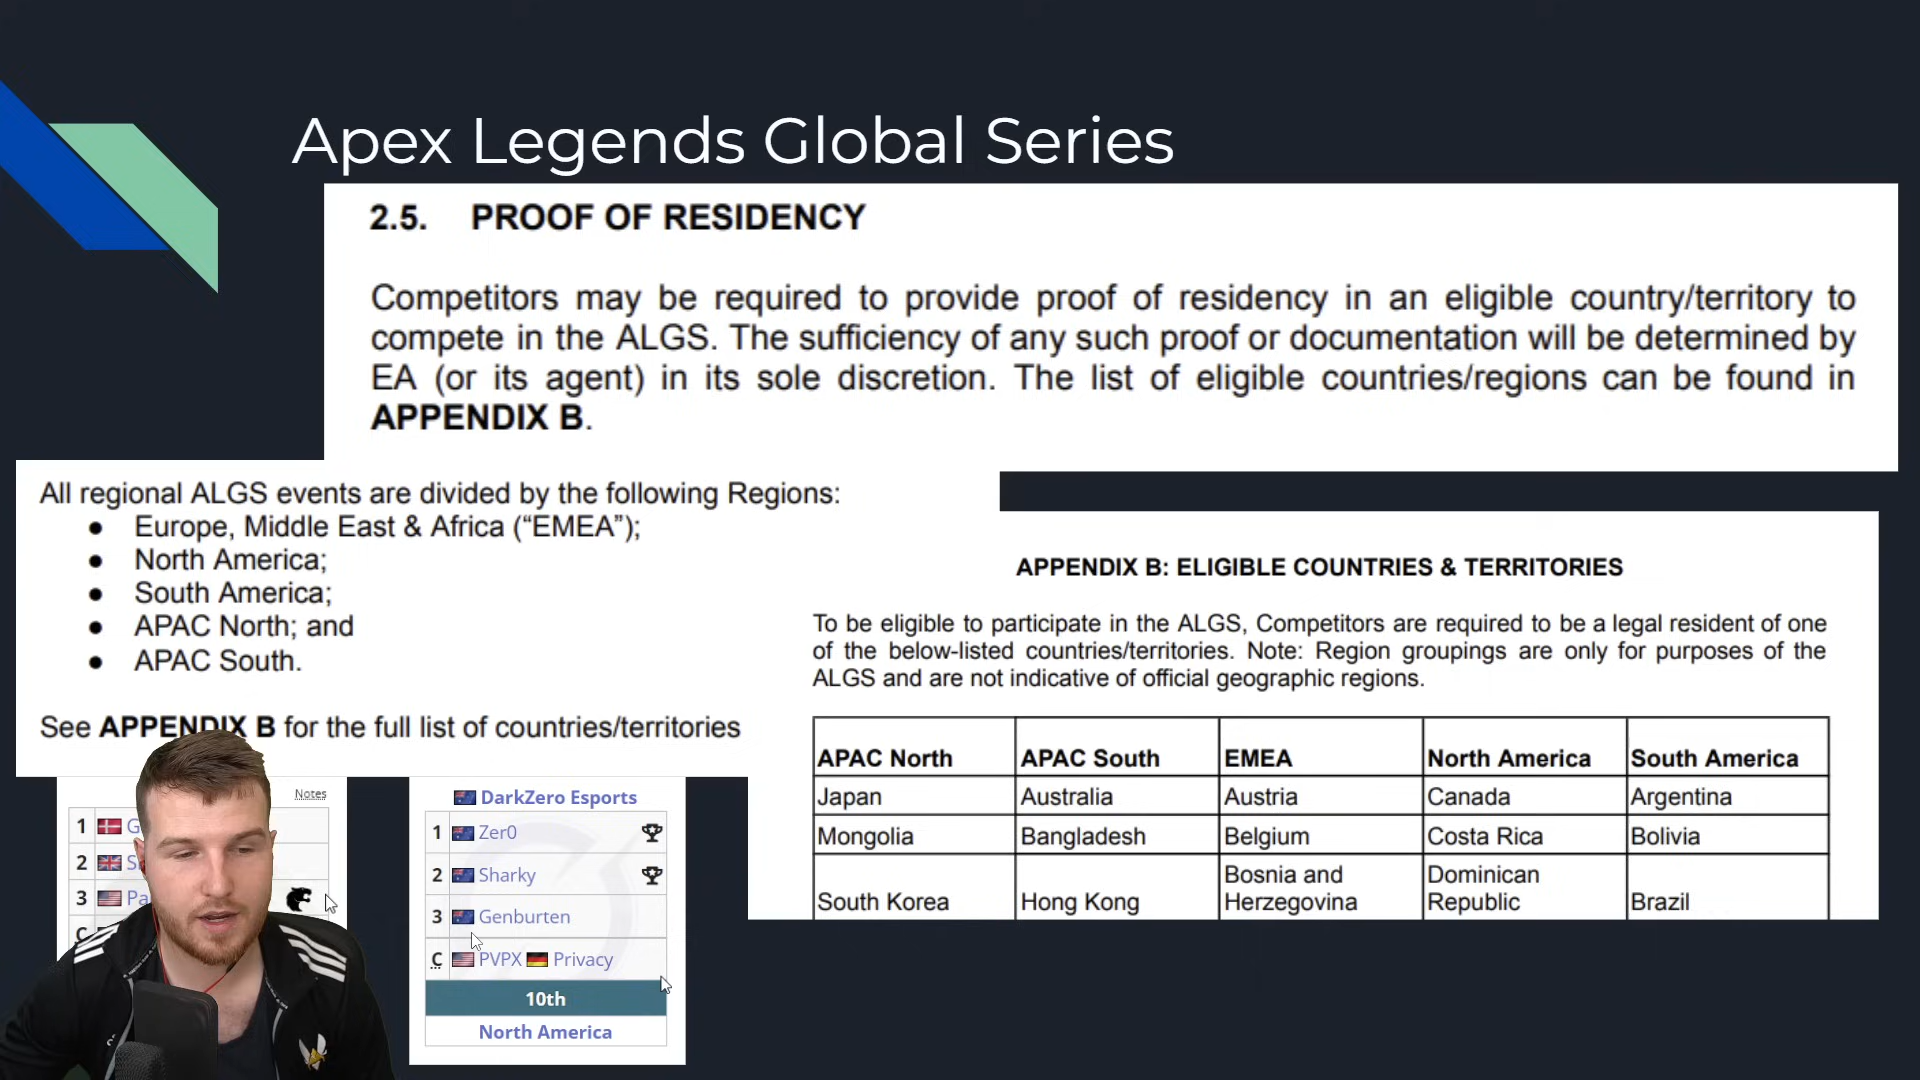 Apex Legends Global Series
2.5. PROOF OF RESIDENCY
Competitors may be required to provide proof of residency in an eligible country/territory to
compete in the ALGS. The sufficiency of any such proof or documentation will be determined by
EA (or its agent) in its sole discretion. The list of eligible countries/regions can be found in
APPENDIX B.
All regional ALGS events are divided by the following Regions:
● Europe, Middle East & Africa (“EMEA”);
● North America;
● South America;
● APAC North; and
● APAC South.
See APPENDIX B for the full list of countries/territories
APPENDIX B: ELIGIBLE COUNTRIES & TERRITORIES
To be eligible to participate in the ALGS, Competitors are required to be a legal resident of one
of the below-listed countries/territories. Note: Region groupings are only for purposes of the
ALGS and are not indicative of official geographic regions.
APAC North APAC South EMEA North America South America
Japan Australia Austria Canada Argentina
Mongolia Bangladesh Belgium Costa Rica Bolivia
South Korea Hong Kong Bosnia and Herzegovina Dominican Republic Brazil
Notes
1
2
3
DarkZero Esports
1 Zer0
2 Sharky
3 Genburten
C PVPX Privacy
10th
North America